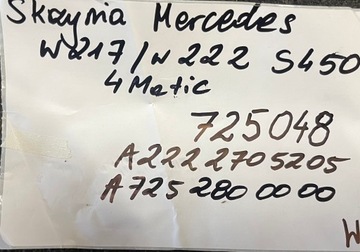 Skrzynia Mercedes
W217/W222 S450
4Matic
725048
A2222705205
A7252800000
W